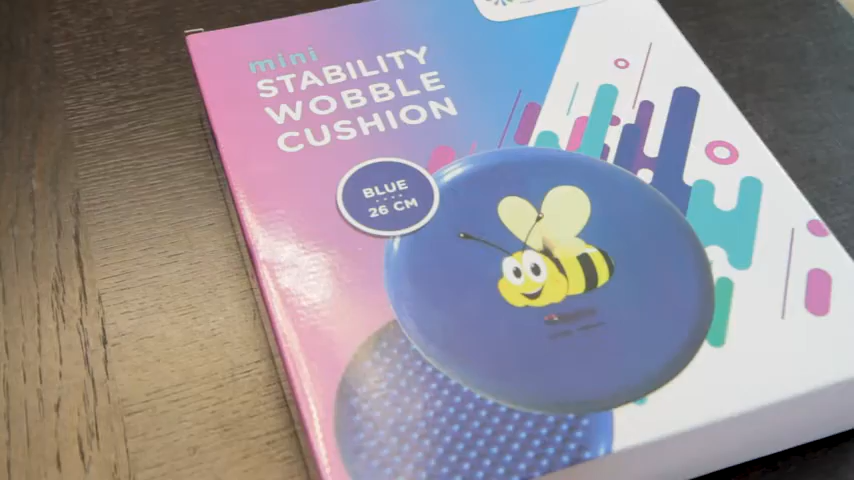 mini
STABILITY
WOBBLE
CUSHION
BLUE
26 CM